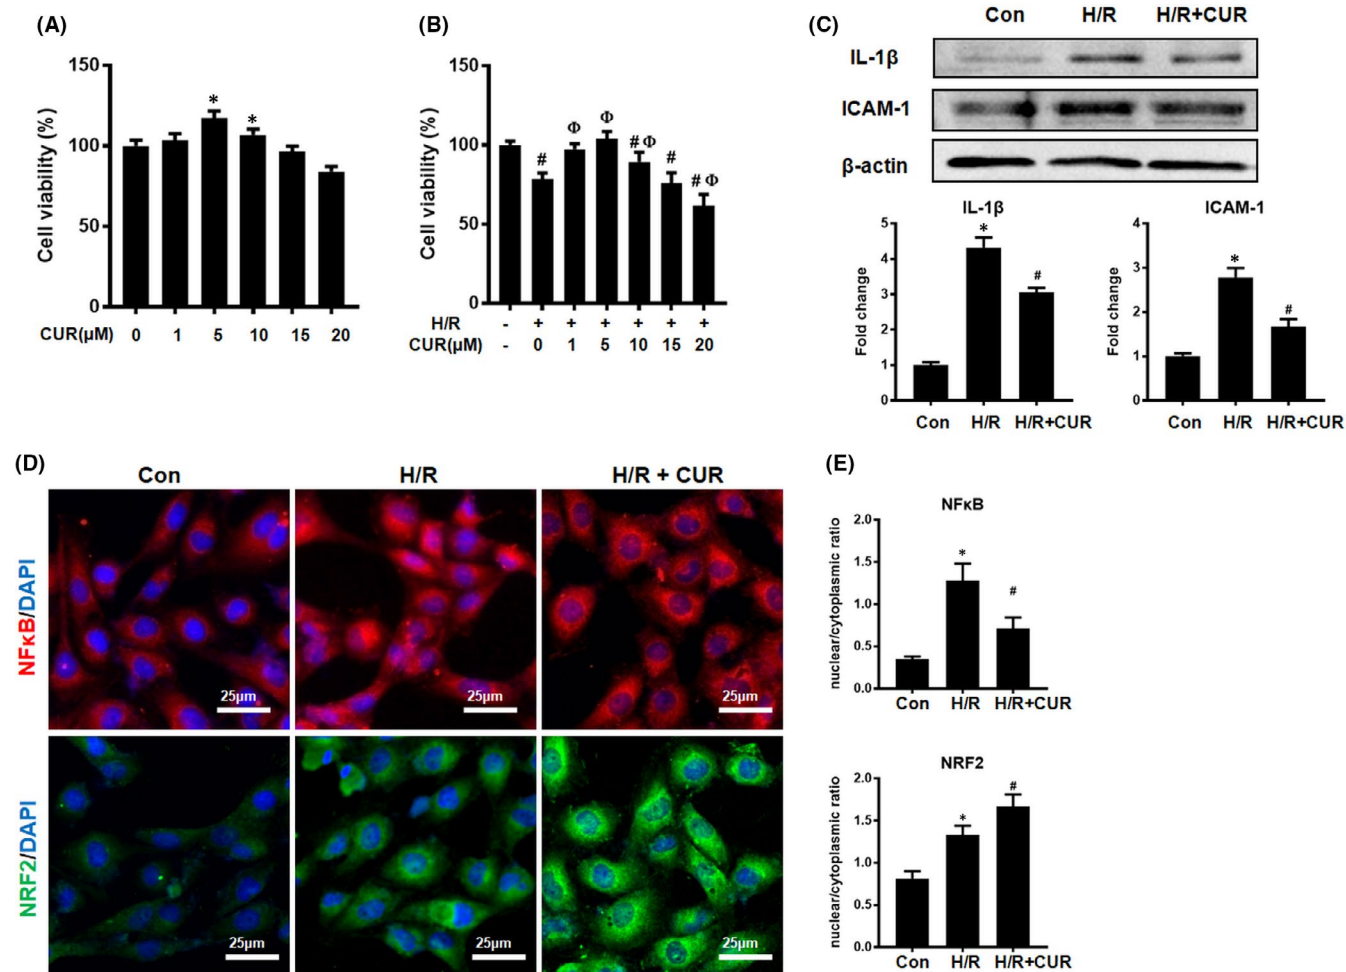 (A)
150
100
50
0
Cell viability (%)
*
*
CUR(µM) 0 1 5 10 15 20
(B)
150
100
50
0
Cell viability (%)
# Φ Φ #Φ # #Φ
H/R - + + + + + +
CUR(µM) - 0 1 5 10 15 20
(C)
Con H/R H/R+CUR
IL-1β
ICAM-1
β-actin
IL-1β
5
4
3
2
1
0
Fold change
*
#
Con H/R H/R+CUR
ICAM-1
4
3
2
1
0
Fold change
*
#
Con H/R H/R+CUR
(D)
Con H/R H/R + CUR
NFκB/DAPI
25µm 25µm 25µm
NRF2/DAPI
25µm 25µm 25µm
(E)
NFκB
2.0
1.5
1.0
0.5
0.0
nuclear/cytoplasmic ratio
*
#
Con H/R H/R+CUR
NRF2
2.0
1.5
1.0
0.5
0.0
nuclear/cytoplasmic ratio
*
#
Con H/R H/R+CUR